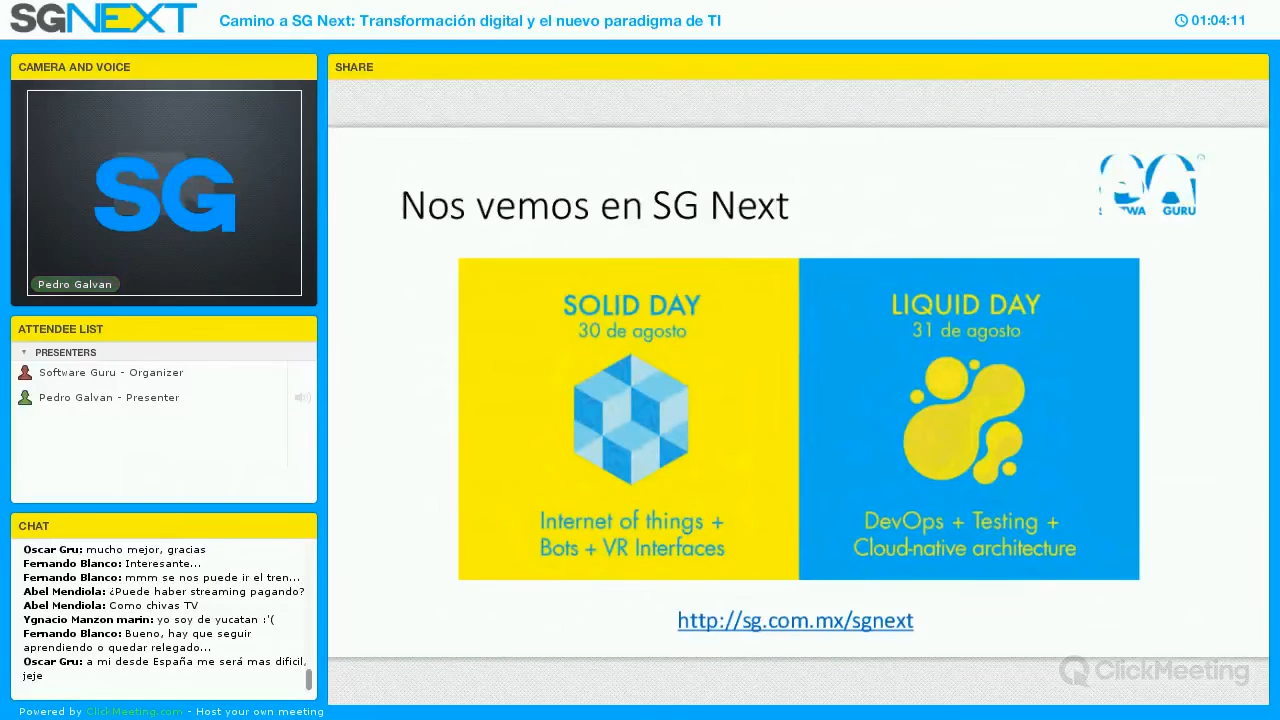 SGNEXT
Camino a SG Next: Transformación digital y el nuevo paradigma de TI
01:04:11
CAMERA AND VOICE
SG
Pedro Galvan
ATTENDEE LIST
PRESENTERS
Software Guru - Organizer
Pedro Galvan - Presenter
CHAT
Oscar Gru: mucho mejor, gracias
Fernando Blanco: Interesante...
Fernando Blanco: mmm se nos puede ir el tren...
Abel Mendiola: ¿Puede haber streaming pagando?
Abel Mendiola: Como chivas TV
Ygnacio Manzon marin: yo soy de yucatan :'(
Fernando Blanco: Bueno, hay que seguir
aprendiendo o quedar relegado...
Oscar Gru: a mi desde España me será mas dificil,
jeje
SHARE
Nos vemos en SG Next
GURU
SOLID DAY
30 de agosto
Internet of things +
Bots + VR Interfaces
LIQUID DAY
31 de agosto
DevOps + Testing +
Cloud-native architecture
http://sg.com.mx/sgnext
ClickMeeting
Powered by ClickMeeting.com - Host your own meeting